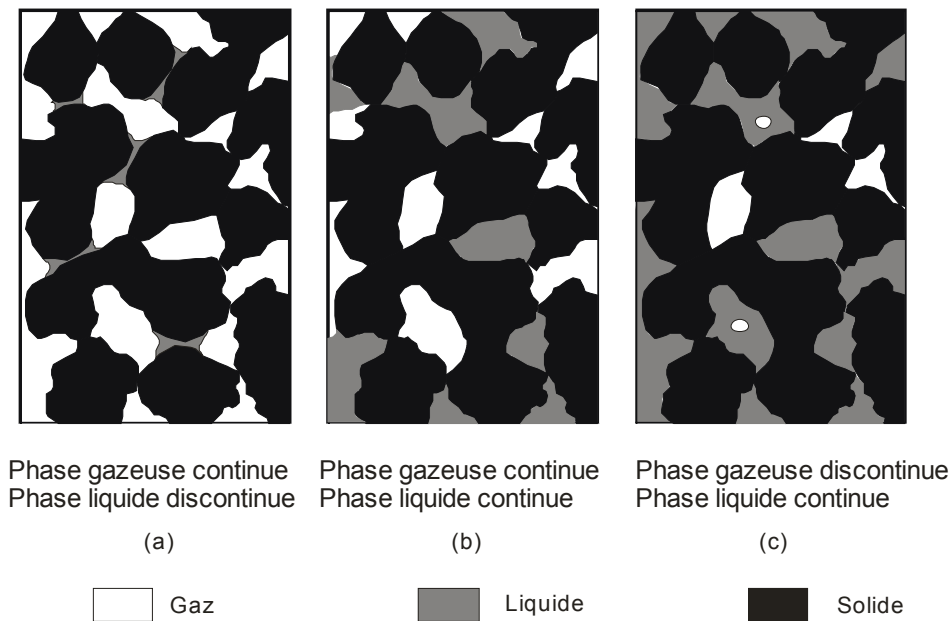 Phase gazeuse continue
Phase liquide discontinue
(a)
Phase gazeuse continue
Phase liquide continue
(b)
Phase gazeuse discontinue
Phase liquide continue
(c)
Gaz
Liquide
Solide